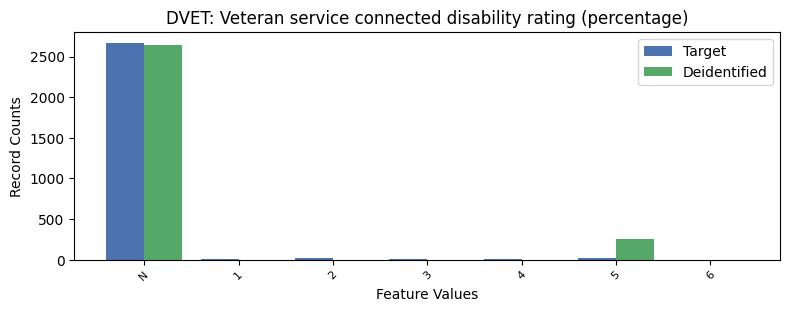 DVET: Veteran service connected disability rating (percentage)
Target
Deidentified
Record Counts
2500
2000
1500
1000
500
0
N 1 2 3 4 5 6
Feature Values